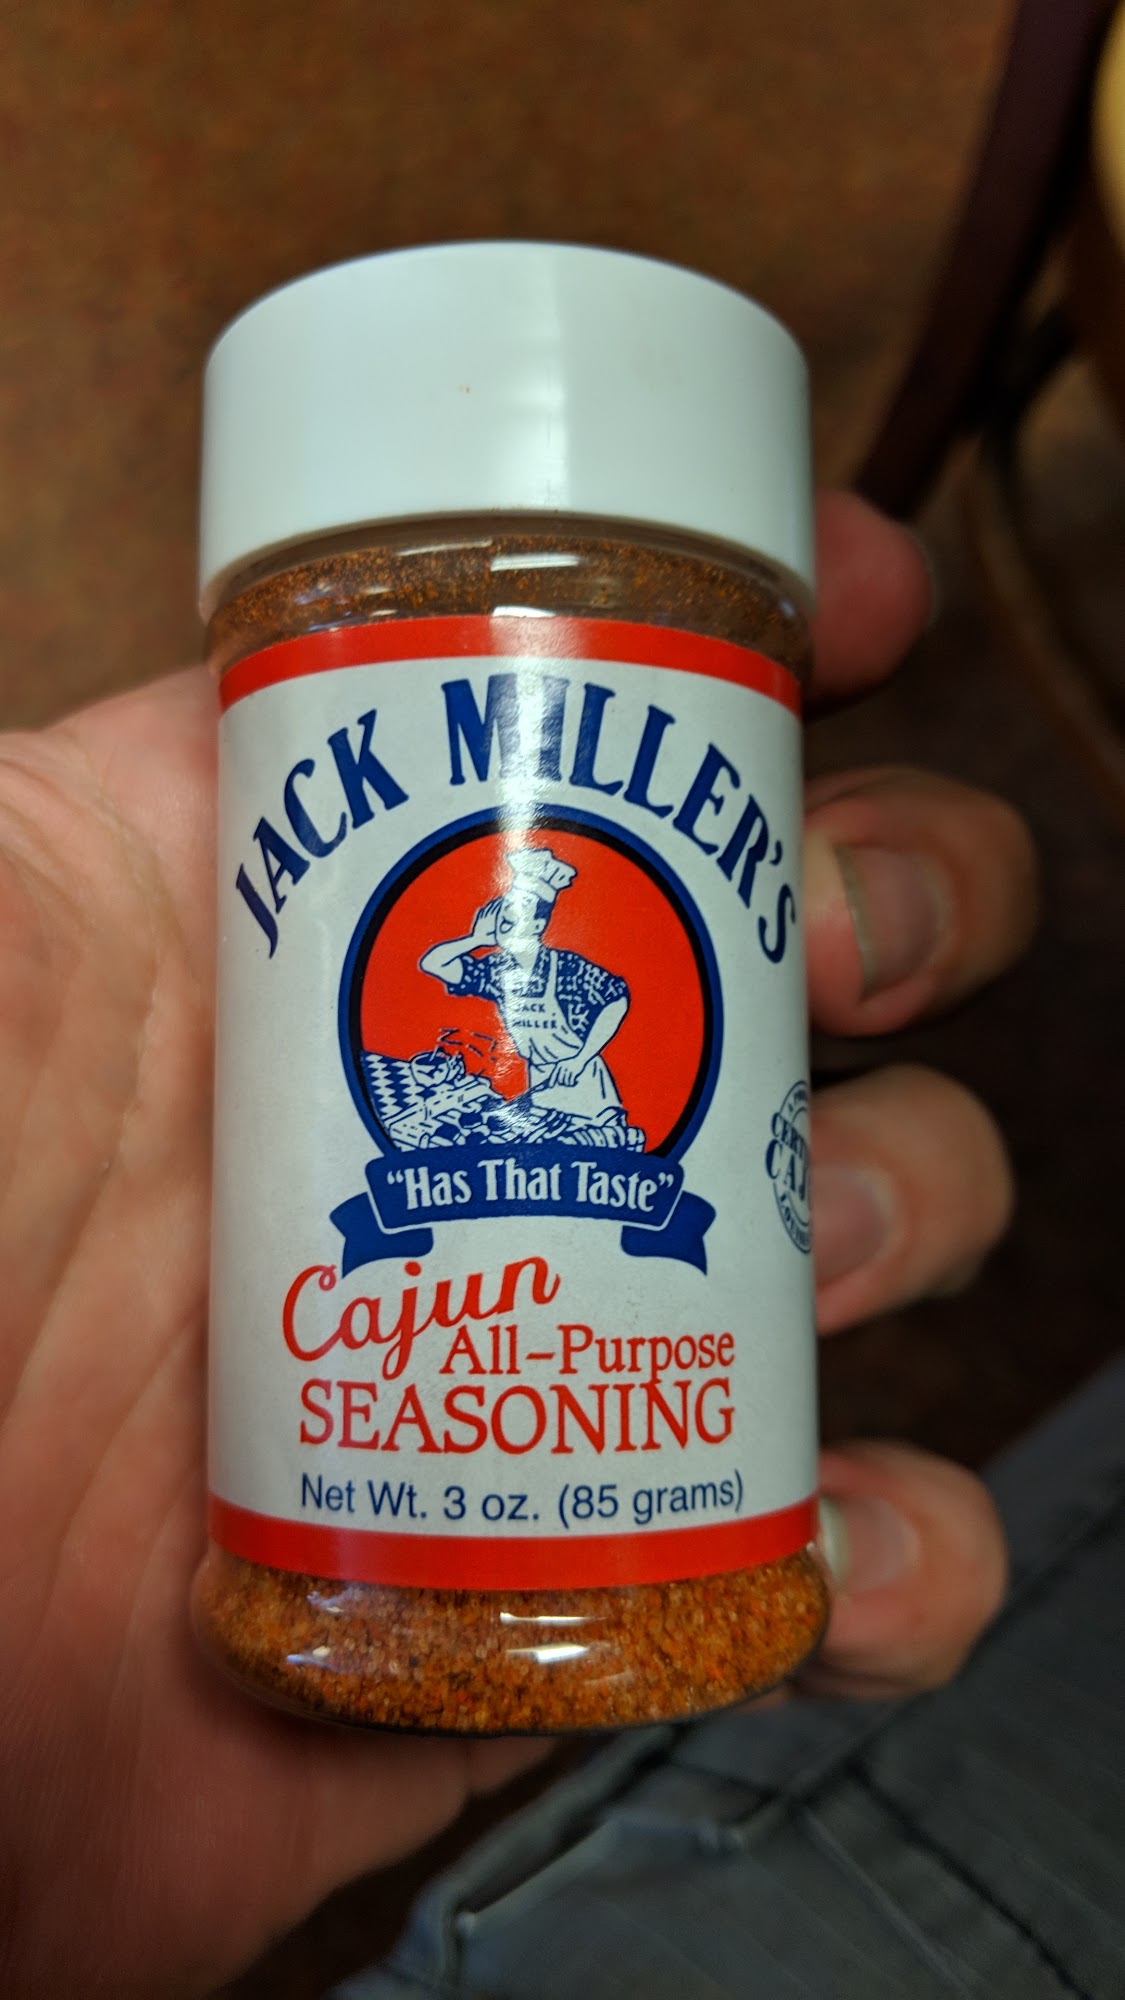 JACK MILLER'S
JACK
MILLER
"Has That Taste"
Cajun
All-Purpose
SEASONING
Net Wt. 3 oz. (85 grams)